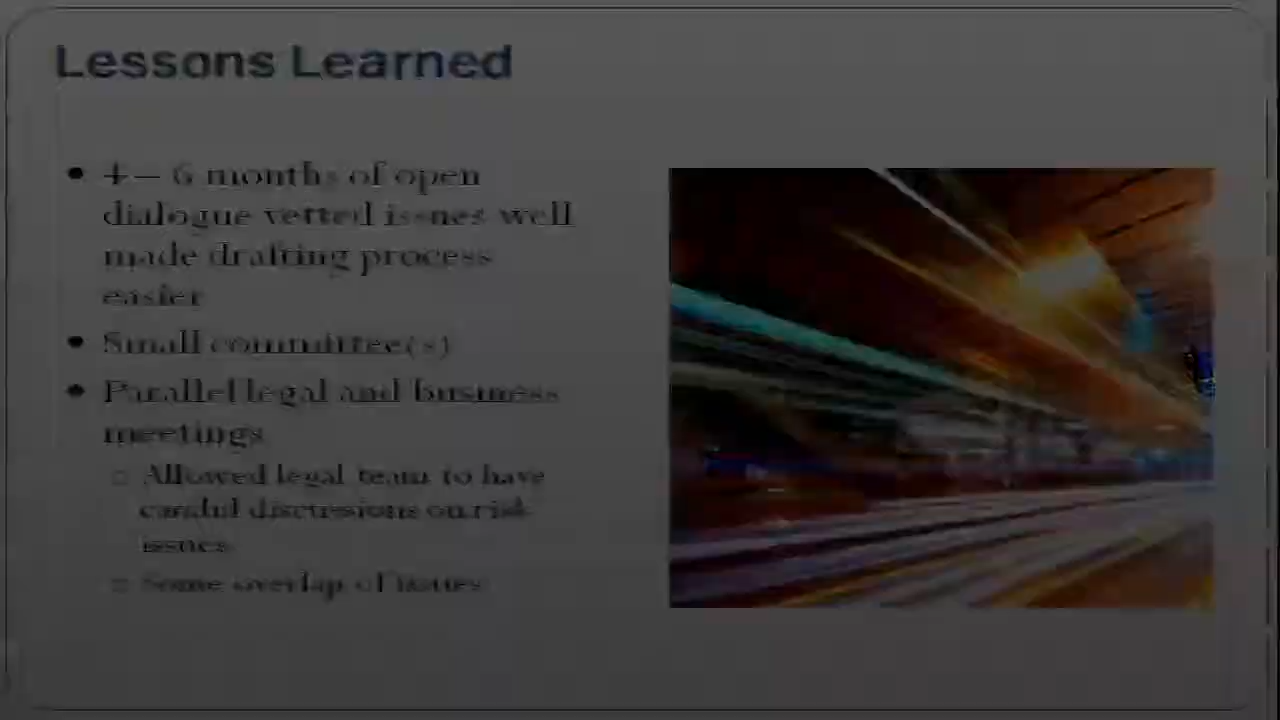 Lessons Learned
• 4 – 6 months of open
dialogue vetted issues well
made drafting process
easier
• Small committee(s)
• Parallel legal and business
meetings
○ Allowed legal team to have
candid discussions on risk
issues
○ Some overlap of issues